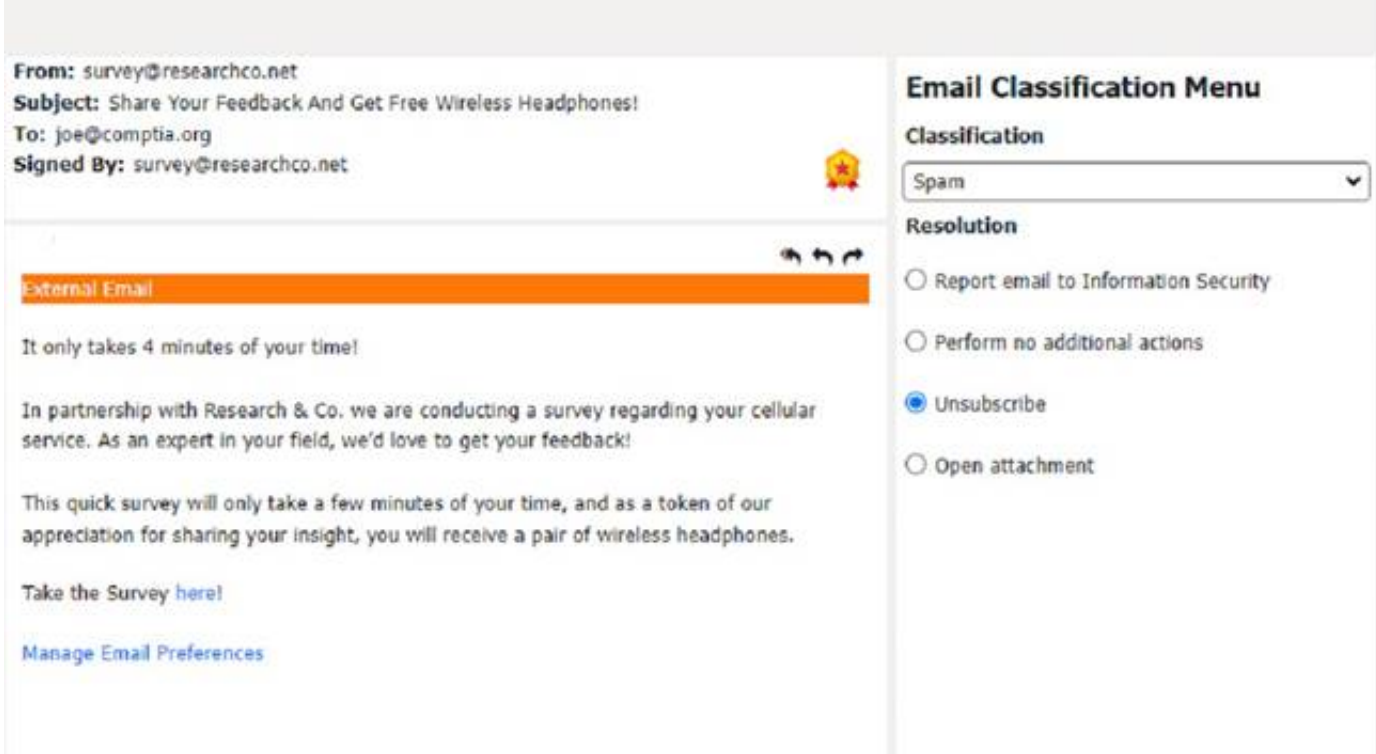 From: survey@researchco.net
Subject: Share Your Feedback And Get Free Wireless Headphones!
To: joe@comptia.org
Signed By: survey@researchco.net
External Email
It only takes 4 minutes of your time!
In partnership with Research & Co. we are conducting a survey regarding your cellular
service. As an expert in your field, we'd love to get your feedback!
This quick survey will only take a few minutes of your time, and as a token of our
appreciation for sharing your insight, you will receive a pair of wireless headphones.
Take the Survey here!
Manage Email Preferences
Email Classification Menu
Classification
Spam
Resolution
Report email to Information Security
Perform no additional actions
Unsubscribe
Open attachment